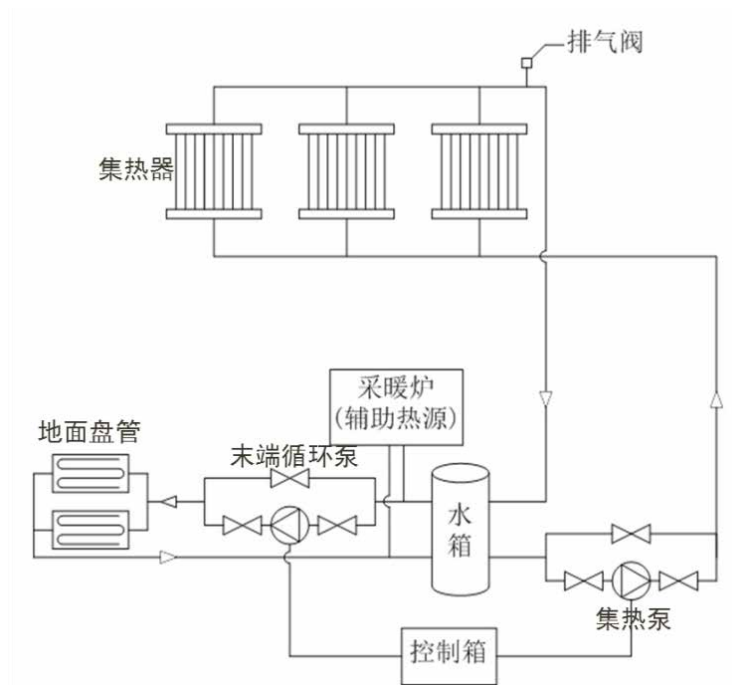 排气阀
集热器
采暖炉
(辅助热源)
地面盘管
末端循环泵
水
箱
集热泵
控制箱